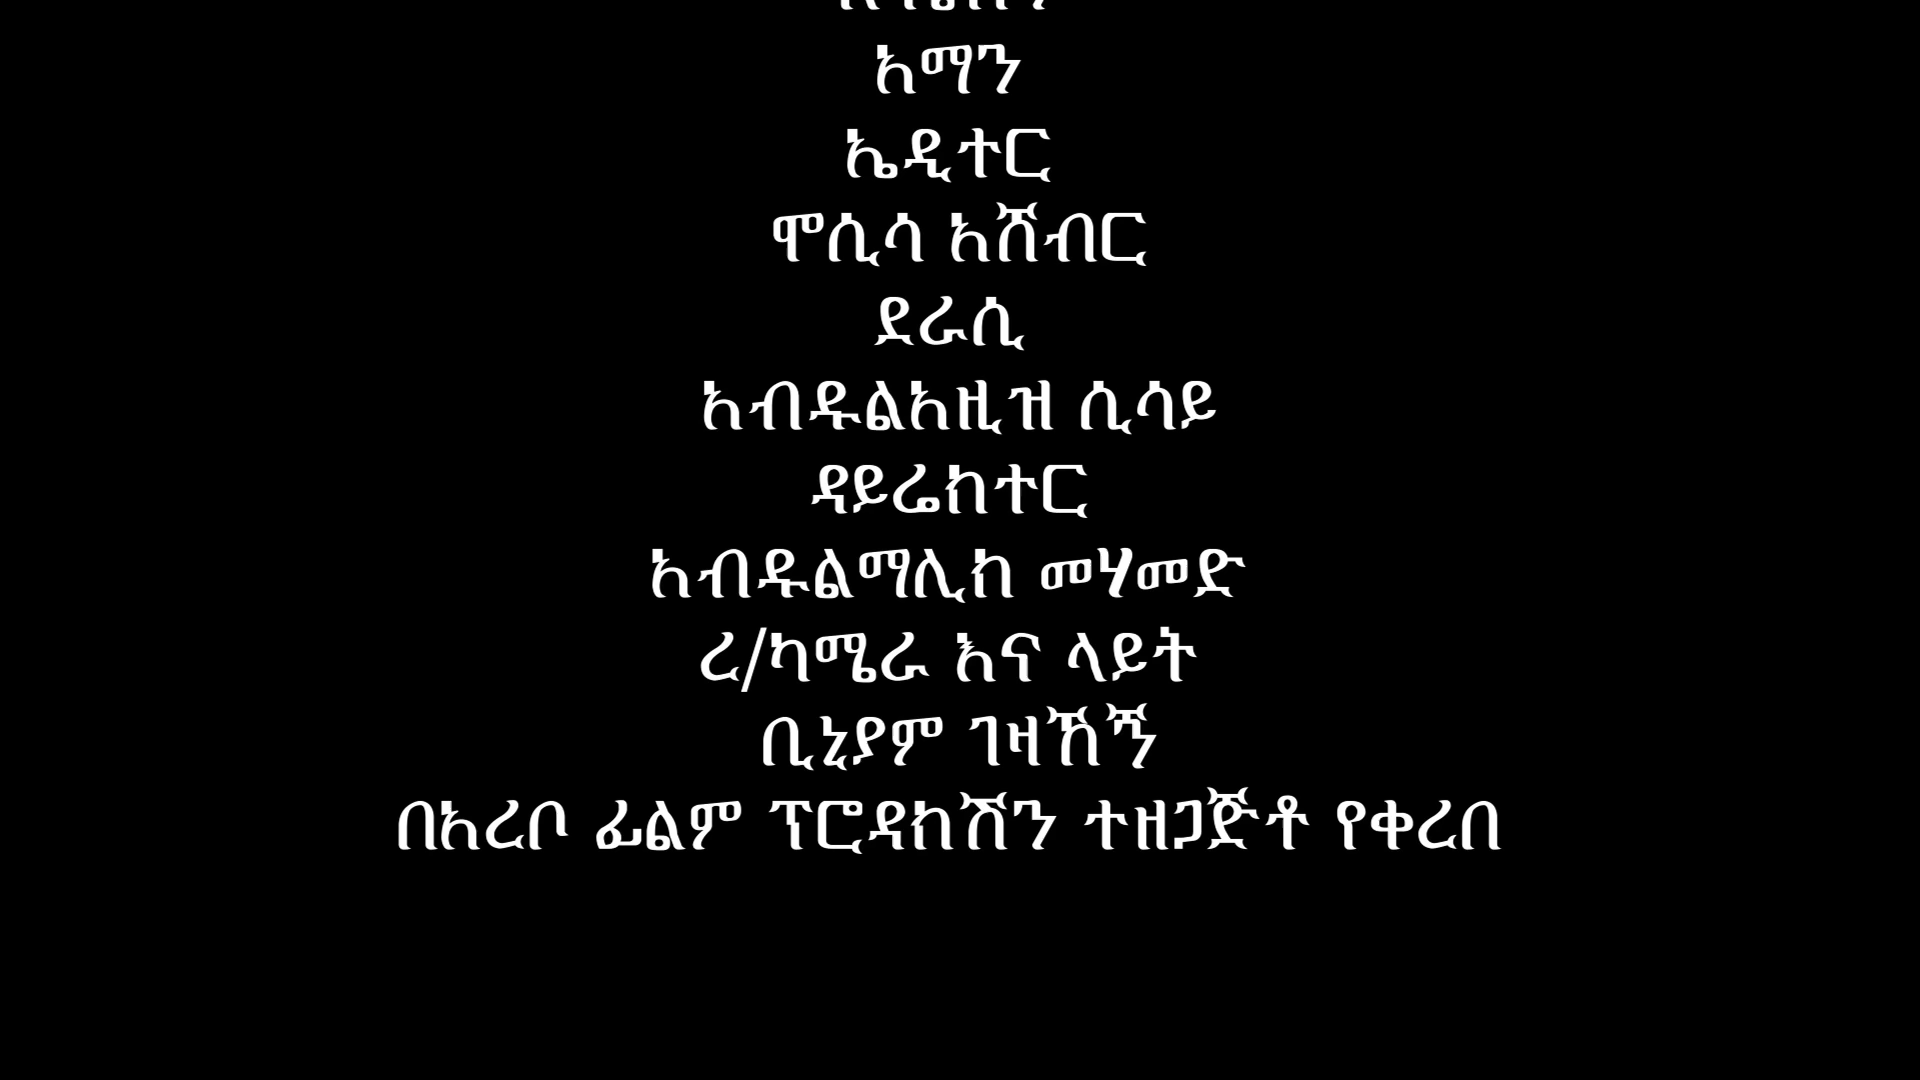 አማን
ኤዲተር
ሞሲሳ አሸብር
ደራሲ
አብዱልአዚዝ ሲሳይ
ዳይሬክተር
አብዱልማሊክ መሃመድ
ረ/ካሜራ እና ላይት
ቢኒያም ገዛኸኝ
በአረቦ ፊልም ፕሮዳክሽን ተዘጋጅቶ የቀረበ